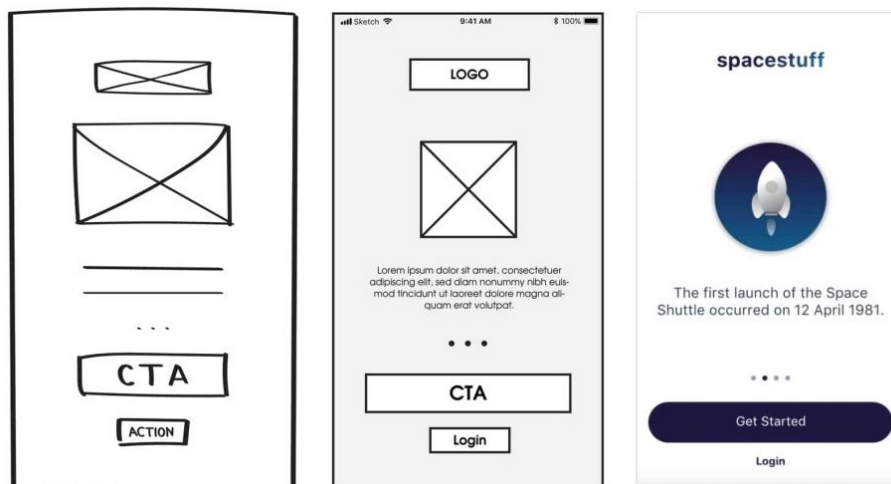 CTA
ACTION
Sketch 9:41 AM 100%
LOGO
Lorem ipsum dolor sit amet, consectetuer
adipiscing elit, sed diam nonummy nibh euis-
mod tincidunt ut laoreet dolore magna ali-
quam erat volutpat.
CTA
Login
spacestuff
The first launch of the Space
Shuttle occurred on 12 April 1981.
Get Started
Login